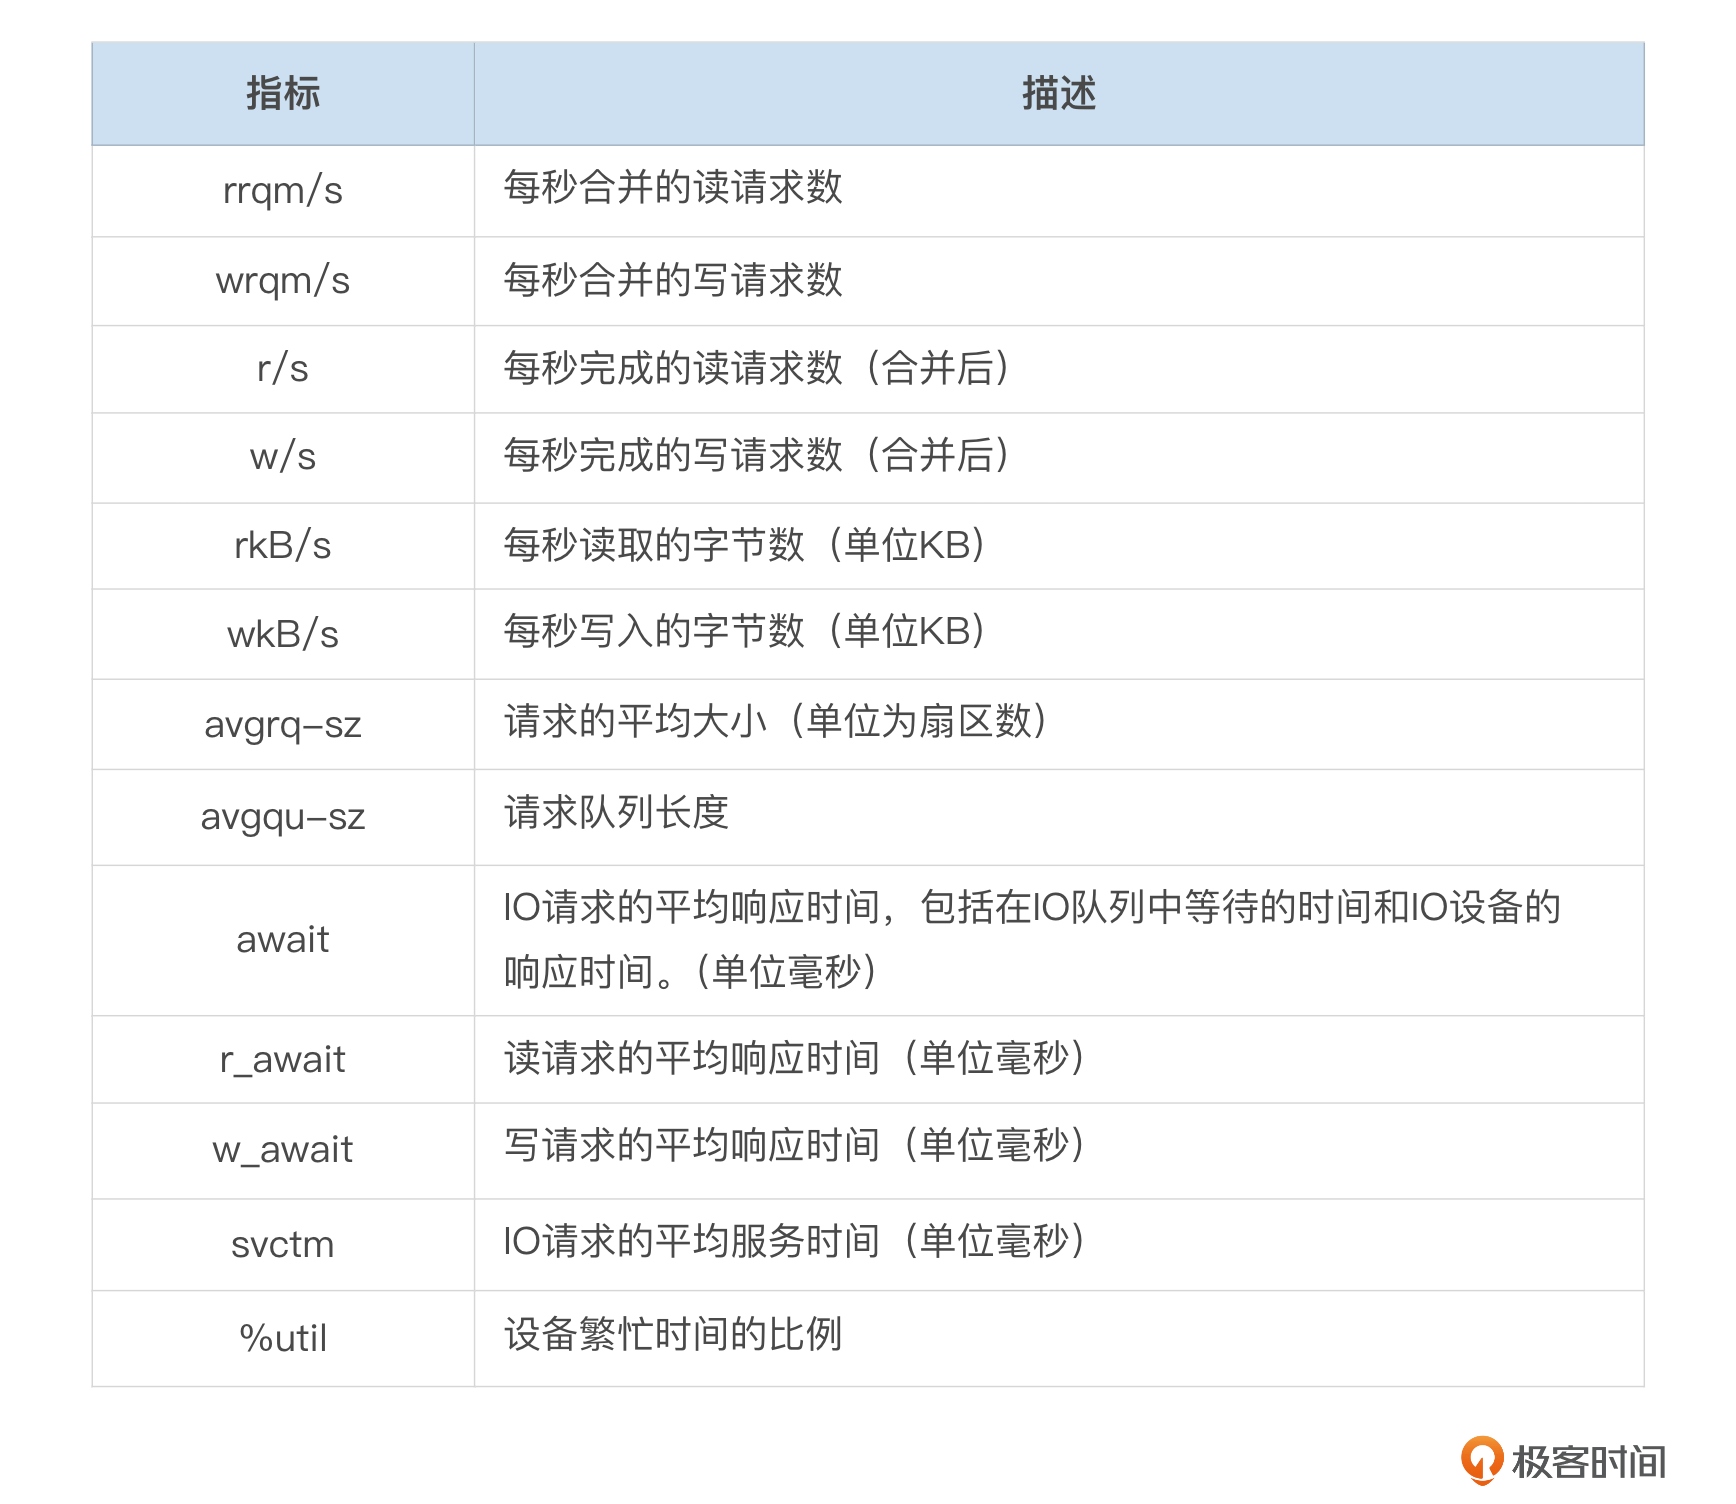 指标 描述
rrqm/s 每秒合并的读请求数
wrqm/s 每秒合并的写请求数
r/s 每秒完成的读请求数（合并后）
w/s 每秒完成的写请求数（合并后）
rkB/s 每秒读取的字节数（单位KB）
wkB/s 每秒写入的字节数（单位KB）
avgrq-sz 请求的平均大小（单位为扇区数）
avgqu-sz 请求队列长度
await IO请求的平均响应时间，包括在IO队列中等待的时间和IO设备的
响应时间。（单位毫秒）
r_await 读请求的平均响应时间（单位毫秒）
w_await 写请求的平均响应时间（单位毫秒）
svctm IO请求的平均服务时间（单位毫秒）
%util 设备繁忙时间的比例
极客时间